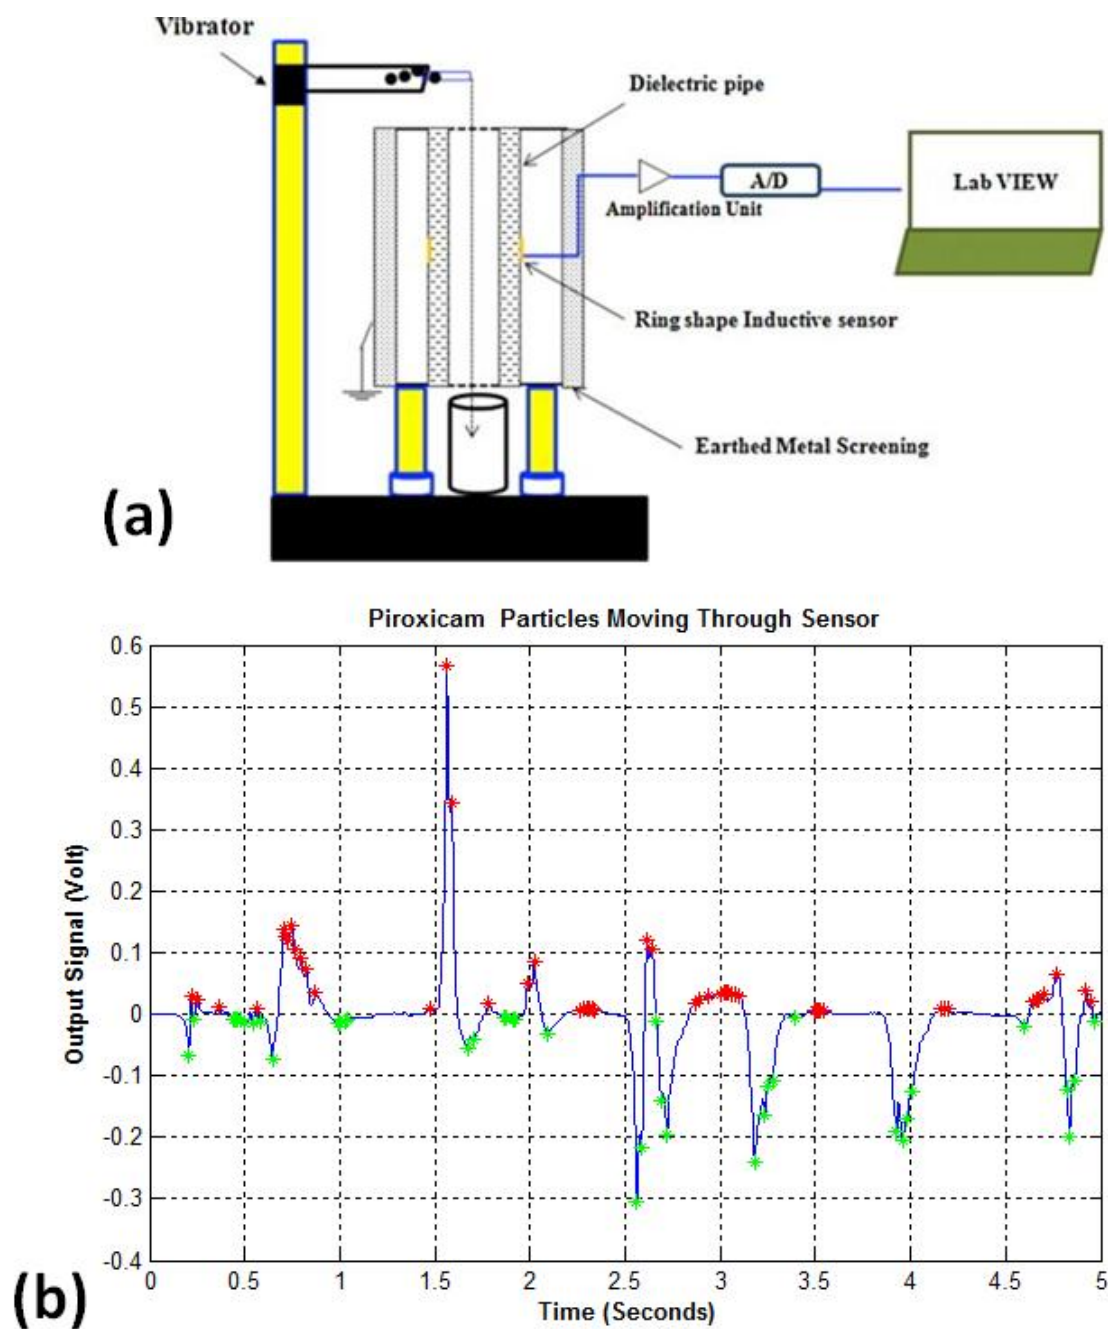 Vibrator
Dielectric pipe
A/D
Lab VIEW
Amplification Unit
Ring shape Inductive sensor
Earthed Metal Screening
(a)
Piroxicam Particles Moving Through Sensor
0.6
0.5
0.4
0.3
0.2
0.1
0
-0.1
-0.2
-0.3
-0.4
Output Signal (Volt)
0 0.5 1 1.5 2 2.5 3 3.5 4 4.5 5
Time (Seconds)
(b)